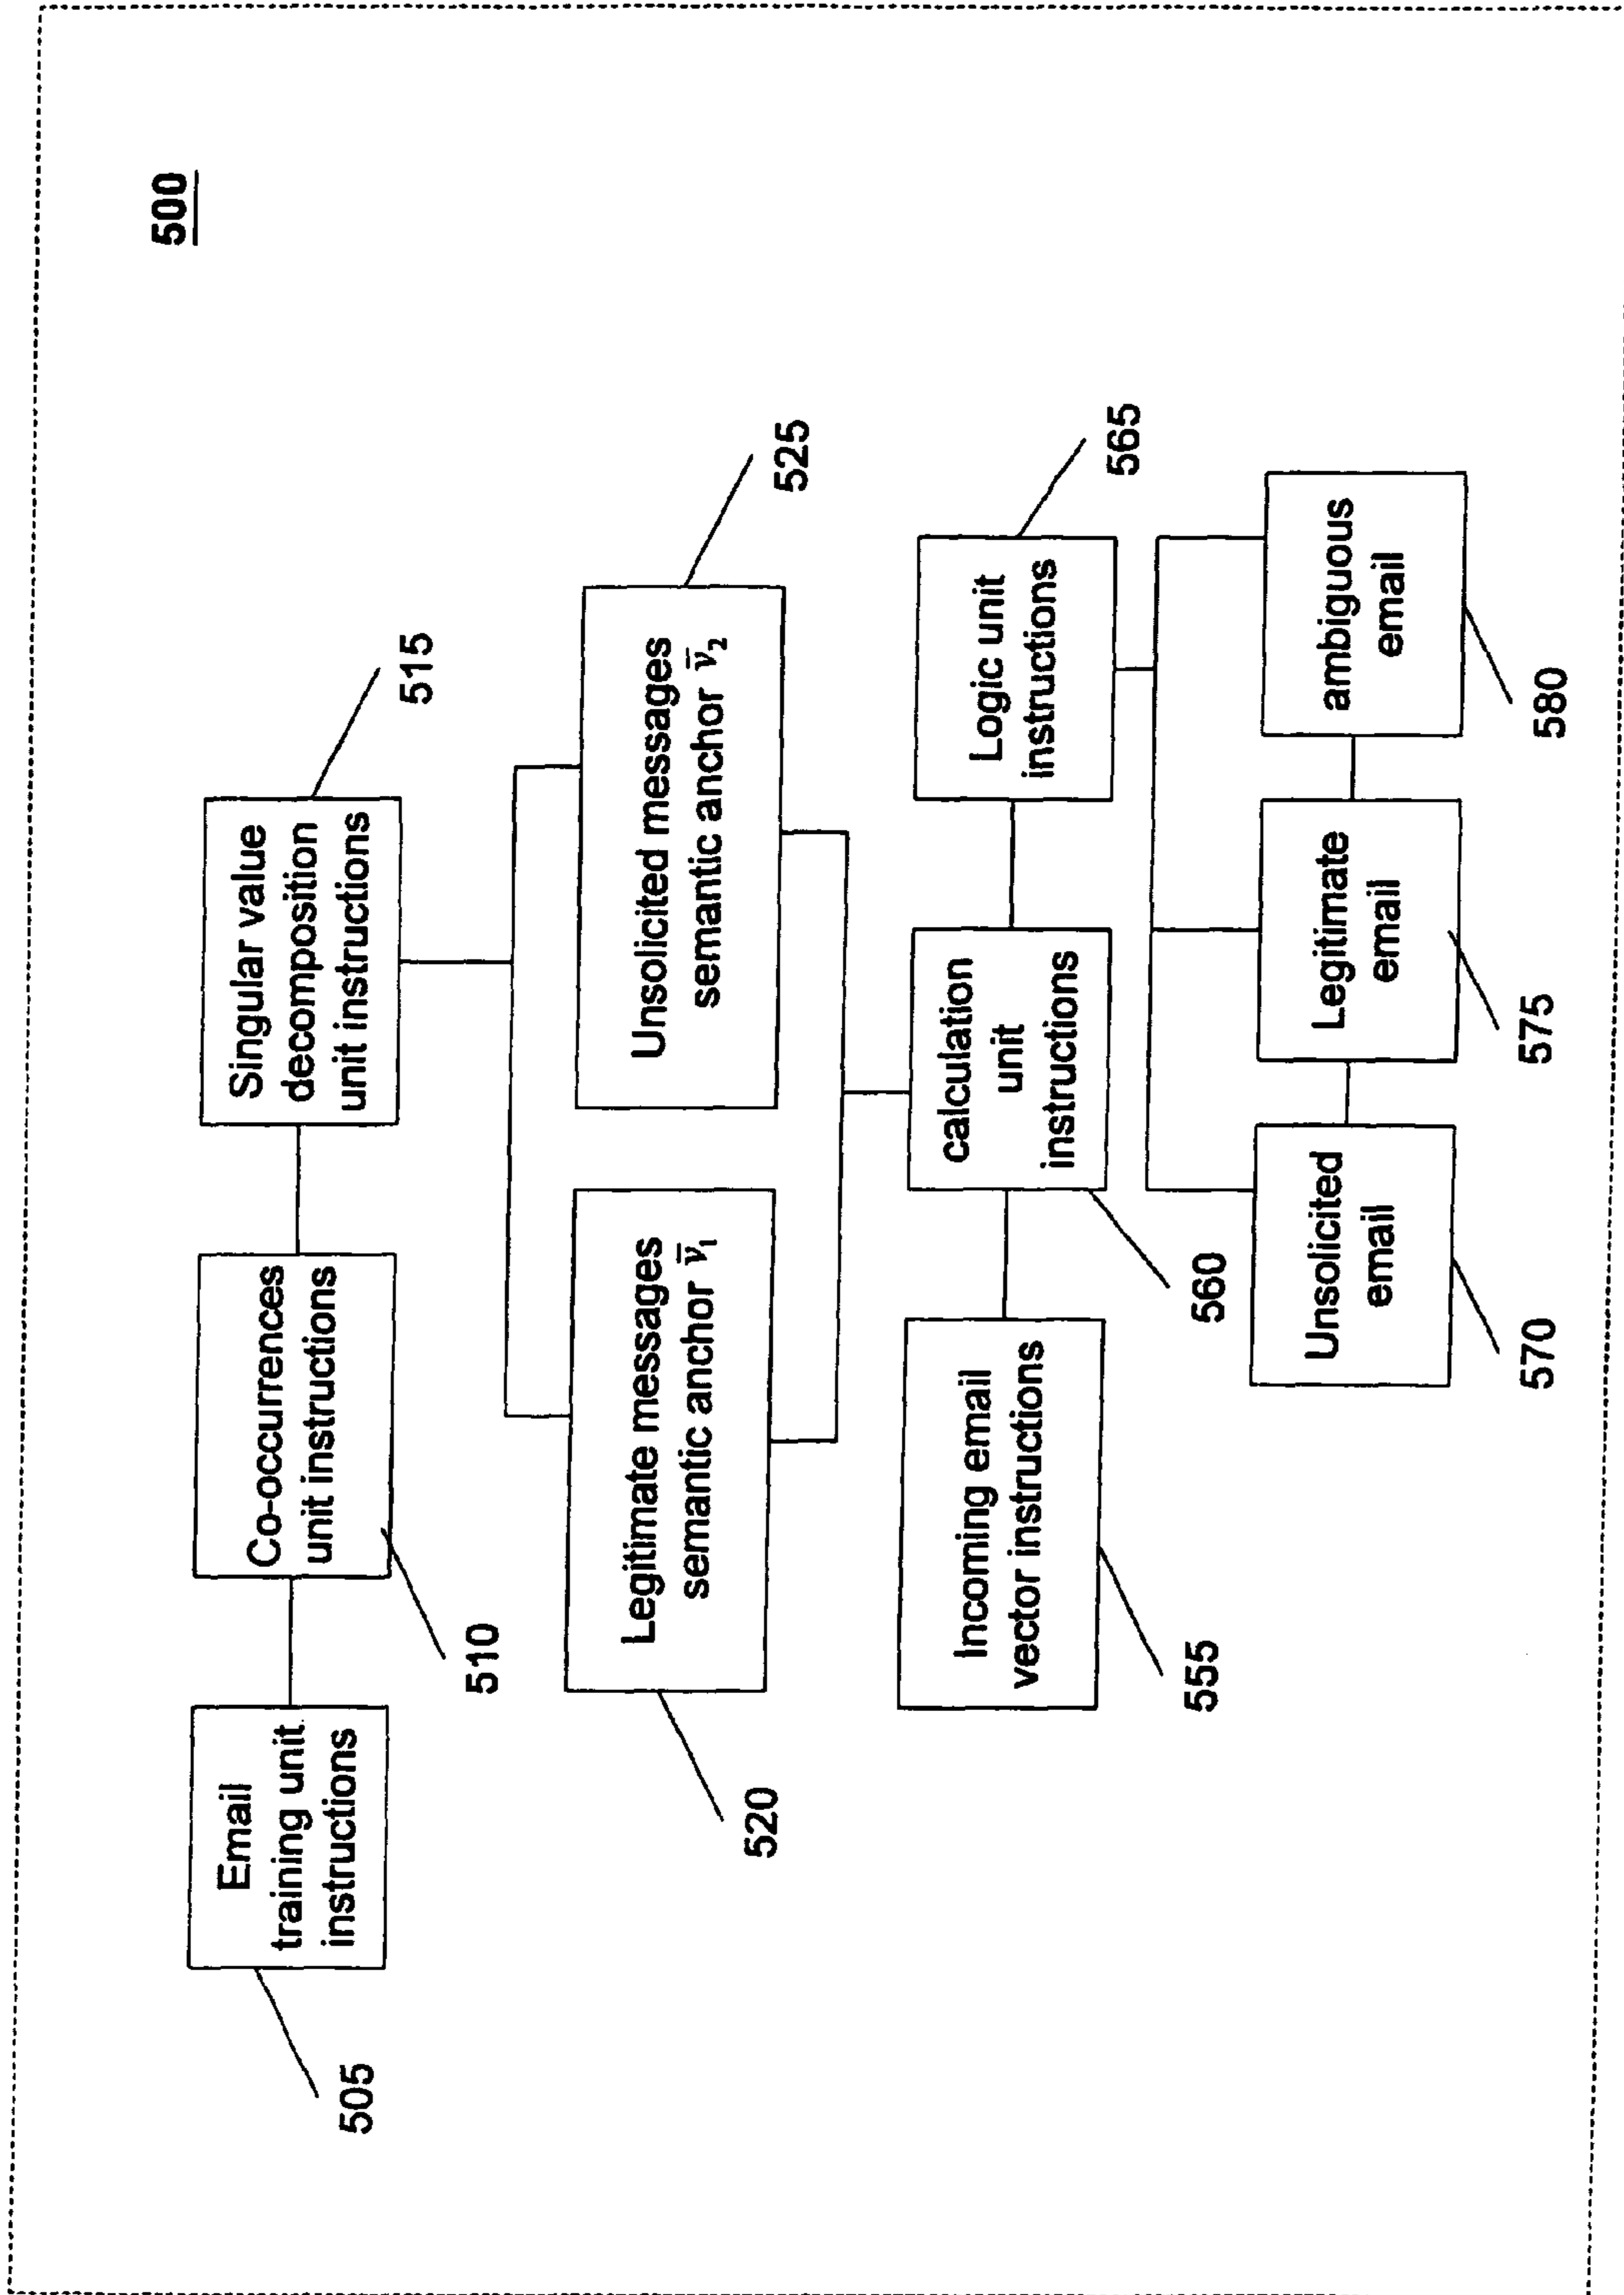 500
Email
training unit
instructions
505
Co-occurrences
unit instructions
510
Singular value
decomposition
unit instructions
515
Legitimate messages
semantic anchor v̄₁
520
Unsolicited messages
semantic anchor v̄₂
525
Incoming email
vector instructions
555
calculation
unit
instructions
560
Logic unit
instructions
565
Unsolicited
email
570
Legitimate
email
575
ambiguous
email
580